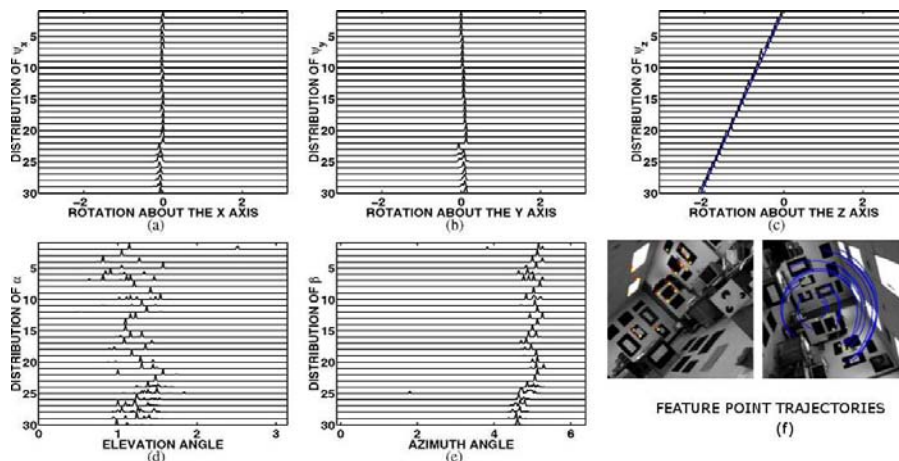 DISTRIBUTION OF ψx
5
10
15
20
25
30
−2 0 2
ROTATION ABOUT THE X AXIS
(a)
DISTRIBUTION OF ψy
5
10
15
20
25
30
−2 0 2
ROTATION ABOUT THE Y AXIS
(b)
DISTRIBUTION OF ψz
5
10
15
20
25
30
−2 0 2
ROTATION ABOUT THE Z AXIS
(c)
DISTRIBUTION OF α
5
10
15
20
25
30
0 1 2 3
ELEVATION ANGLE
(d)
DISTRIBUTION OF β
5
10
15
20
25
30
0 2 4 6
AZIMUTH ANGLE
(e)
FEATURE POINT TRAJECTORIES
(f)